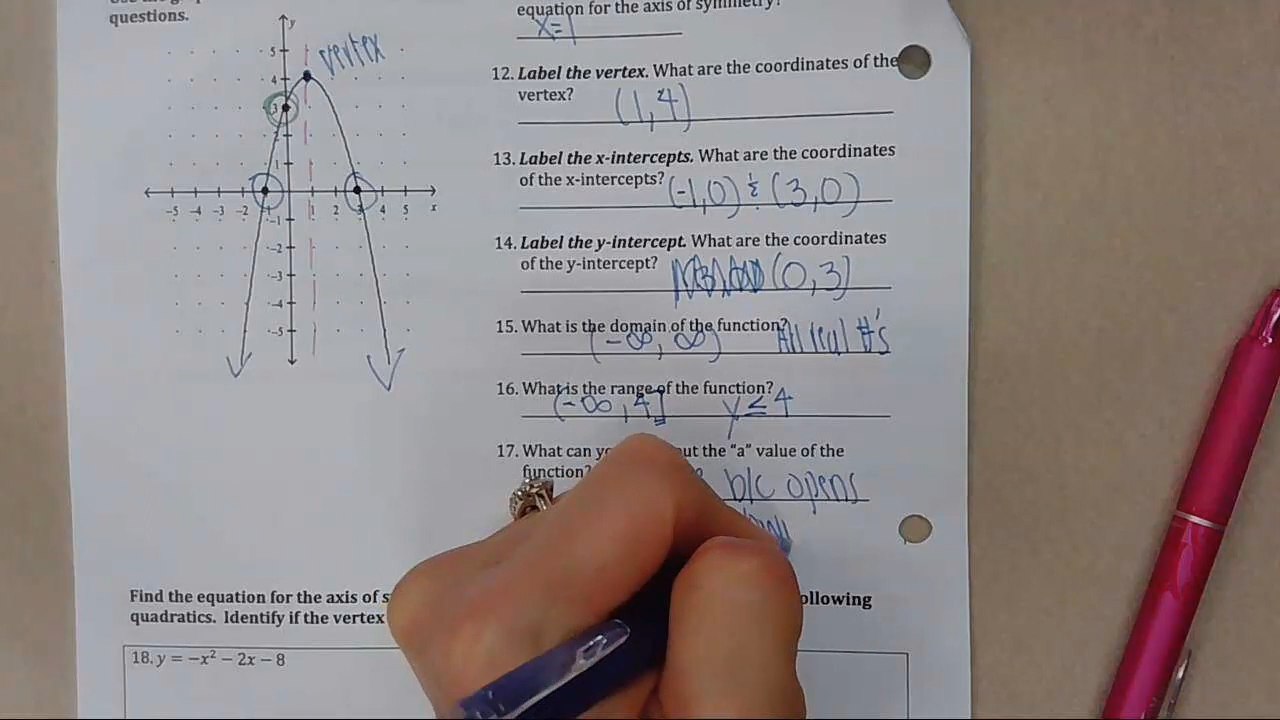 questions.
y
vertex
5
4
3
2
1
-5 -4 -3 -2 1 2 3 4 5 x
-1
-2
-3
-4
-5
equation for the axis of symmetry?
x=1
12. Label the vertex. What are the coordinates of the
vertex? (1,4)
13. Label the x-intercepts. What are the coordinates
of the x-intercepts? (-1,0) & (3,0)
14. Label the y-intercept. What are the coordinates
of the y-intercept? (0,3)
15. What is the domain of the function?
(-∞, ∞) All real #'s
16. What is the range of the function?
(-∞, 4] y ≤ 4
17. What can ut the "a" value of the
function? b/c opens
Find the equation for the axis of s ollowing
quadratics. Identify if the vertex
18. y = −x² − 2x − 8